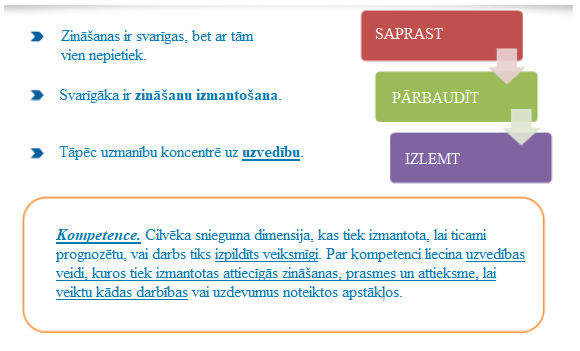 Zināšanas ir svarīgas, bet ar tām
vien nepietiek.
Svarīgāka ir zināšanu izmantošana.
Tāpēc uzmanību koncentrē uz uzvedību.
SAPRAST
PĀRBAUDĪT
IZLEMT
Kompetence. Cilvēka snieguma dimensija, kas tiek izmantota, lai ticami
prognozētu, vai darbs tiks izpildīts veiksmīgi. Par kompetenci liecina uzvedības
veidi, kuros tiek izmantotas attiecīgās zināšanas, prasmes un attieksme, lai
veiktu kādas darbības vai uzdevumus noteiktos apstākļos.